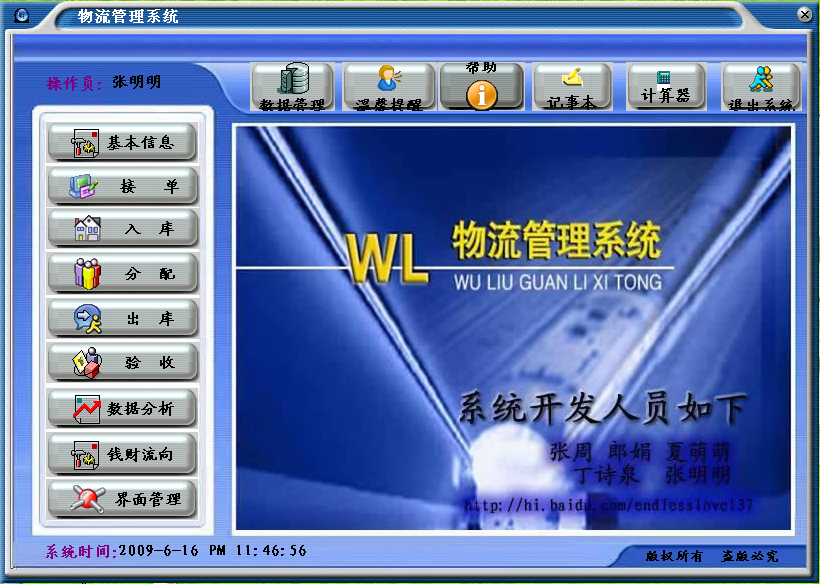 物流管理系统
操作员: 张明明
数据管理
温馨提醒
帮助
记事本
计算器
退出系统
基本信息
接 单
入 库
分 配
出 库
验 收
数据分析
钱财流向
界面管理
WL 物流管理系统
WU LIU GUAN LI XI TONG
系统开发人员如下
张周 郎娟 夏萌萌
丁诗泉 张明明
http://hi.baidu.com/endlesslove137
系统时间:2009-6-16 PM 11:46:56
版权所有 盗版必究